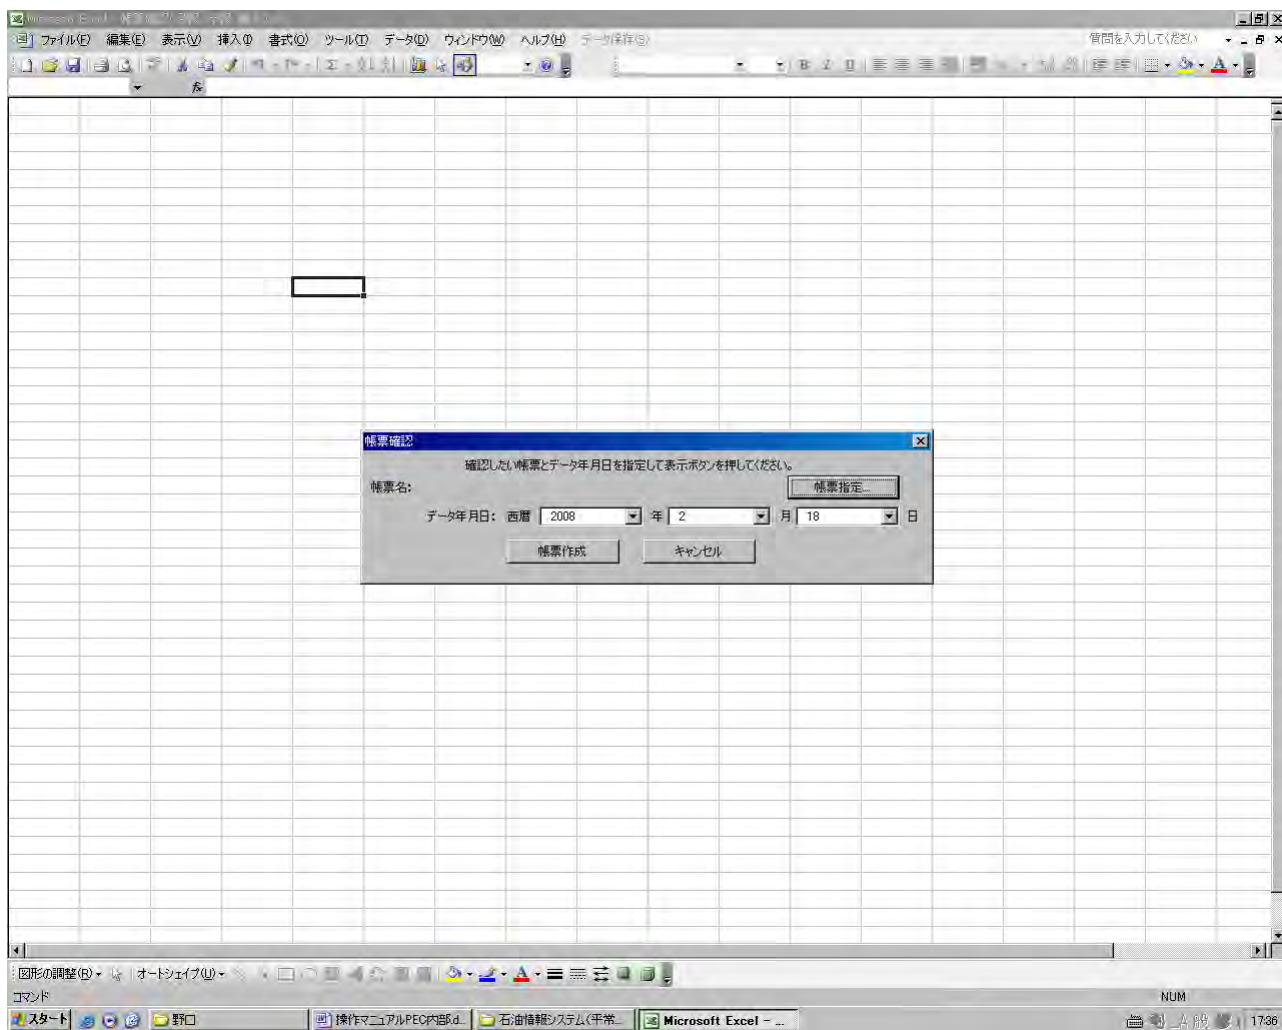 Microsoft Excel
ファイル(F) 編集(E) 表示(V) 挿入(I) 書式(O) ツール(T) データ(D) ウィンドウ(W) ヘルプ(H) データ保存(S) 質問を入力してください
帳票確認
確認したい帳票とデータ年月日を指定して表示ボタンを押してください。
帳票名: 帳票指定...
データ年月日: 西暦 2008 年 2 月 18 日
帳票作成 キャンセル
図形の調整(R) オートシェイプ(U)
コマンド NUM
スタート 野口 操作マニュアルPEC内部.d... 石油情報システム(平常... Microsoft Excel - ... 17:36